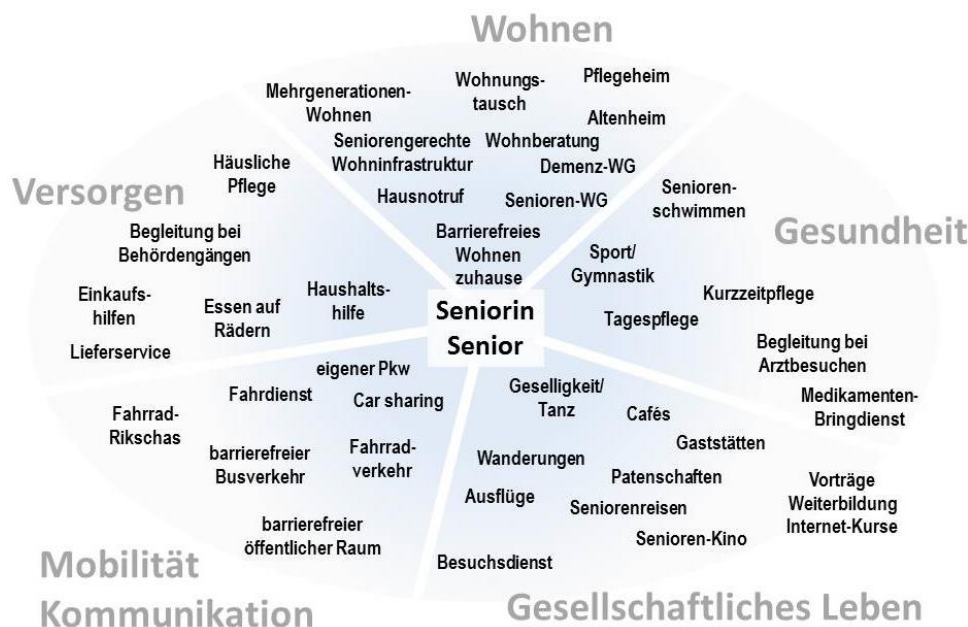 Wohnen
Mehrgenerationen-
Wohnen
Wohnungs-
tausch
Pflegeheim
Altenheim
Seniorengerechte
Wohninfrastruktur
Wohnberatung
Demenz-WG
Hausnotruf
Senioren-WG
Barrierefreies
Wohnen
zuhause
Versorgen
Häusliche
Pflege
Begleitung bei
Behördengängen
Einkaufs-
hilfen
Essen auf
Rädern
Haushalts-
hilfe
Lieferservice
Gesundheit
Senioren-
schwimmen
Sport/
Gymnastik
Kurzzeitpflege
Tagespflege
Begleitung bei
Arztbesuchen
Medikamenten-
Bringdienst
Seniorin
Senior
eigener Pkw
Fahrdienst
Car sharing
Fahrrad-
Rikschas
barrierefreier
Busverkehr
Fahrrad-
verkehr
barrierefreier
öffentlicher Raum
Mobilität
Kommunikation
Geselligkeit/
Tanz
Cafés
Gaststätten
Wanderungen
Patenschaften
Ausflüge
Seniorenreisen
Vorträge
Weiterbildung
Internet-Kurse
Senioren-Kino
Besuchsdienst
Gesellschaftliches Leben